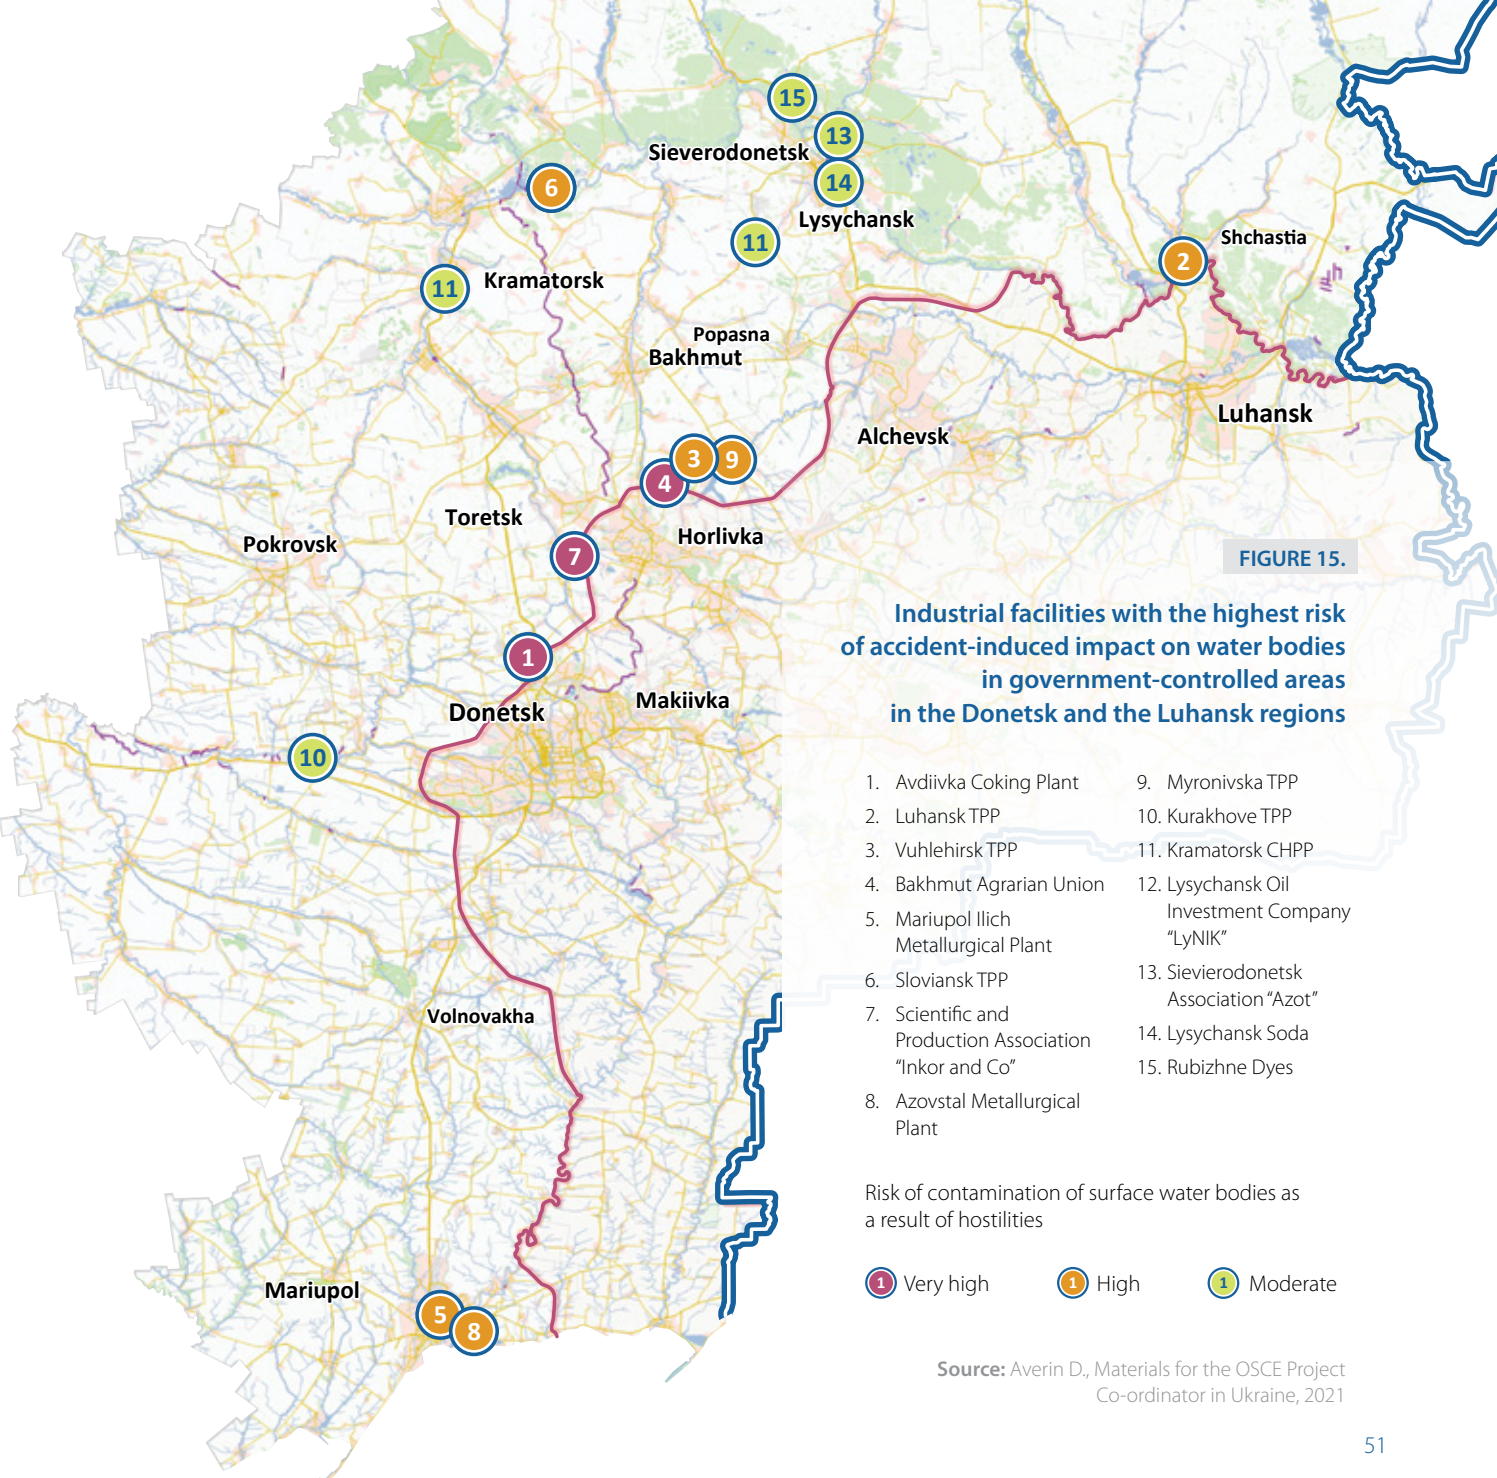 15
13
Sieverodonetsk
14
6
Lysychansk
11
Shchastia
2
Kramatorsk
11
Popasna
Bakhmut
Luhansk
Alchevsk
3
9
4
Toretsk
Horlivka
Pokrovsk
7
1
Makiivka
Donetsk
10
Volnovakha
Mariupol
5
8
FIGURE 15.
Industrial facilities with the highest risk
of accident-induced impact on water bodies
in government-controlled areas
in the Donetsk and the Luhansk regions
1. Avdiivka Coking Plant
2. Luhansk TPP
3. Vuhlehirsk TPP
4. Bakhmut Agrarian Union
5. Mariupol Ilich
Metallurgical Plant
6. Sloviansk TPP
7. Scientific and
Production Association
“Inkor and Co”
8. Azovstal Metallurgical
Plant
9. Myronivska TPP
10. Kurakhove TPP
11. Kramatorsk CHPP
12. Lysychansk Oil
Investment Company
“LyNIK”
13. Sievierodonetsk
Association “Azot”
14. Lysychansk Soda
15. Rubizhne Dyes
Risk of contamination of surface water bodies as
a result of hostilities
1 Very high
1 High
1 Moderate
Source: Averin D., Materials for the OSCE Project
Co-ordinator in Ukraine, 2021
51